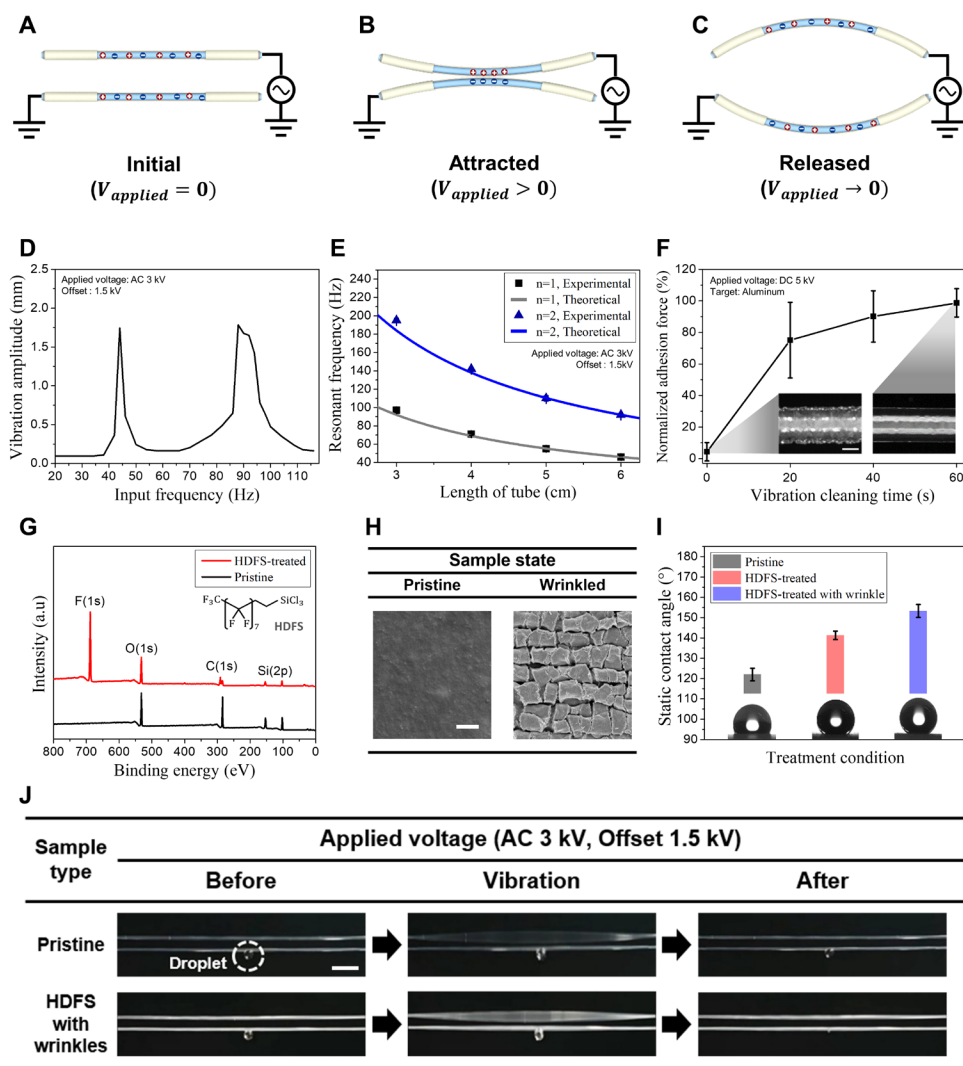 A
B
C
Initial
(V_applied = 0)
Attracted
(V_applied > 0)
Released
(V_applied → 0)
D
Vibration amplitude (mm)
2.5
2.0
1.5
1.0
0.5
0.0
Applied voltage: AC 3 kV
Offset : 1.5 kV
20 30 40 50 60 70 80 90 100 110
Input frequency (Hz)
E
Resonant frequency (Hz)
240
220
200
180
160
140
120
100
80
60
40
n=1, Experimental
n=1, Theoretical
n=2, Experimental
n=2, Theoretical
Applied voltage: AC 3kV
Offset : 1.5kV
3 4 5 6
Length of tube (cm)
F
Normalized adhesion force (%)
120
100
80
60
40
20
0
Applied voltage: DC 5 kV
Target: Aluminum
0 20 40 60
Vibration cleaning time (s)
G
Intensity (a.u)
HDFS-treated
Pristine
F₃C
SiCl₃
F F
7
HDFS
F(1s)
O(1s)
C(1s)
Si(2p)
800 700 600 500 400 300 200 100 0
Binding energy (eV)
H
Sample state
Pristine Wrinkled
I
Static contact angle (°)
180
170
160
150
140
130
120
110
100
90
Pristine
HDFS-treated
HDFS-treated with wrinkle
Treatment condition
J
Sample
type
Applied voltage (AC 3 kV, Offset 1.5 kV)
Before Vibration After
Pristine
Droplet
HDFS
with
wrinkles